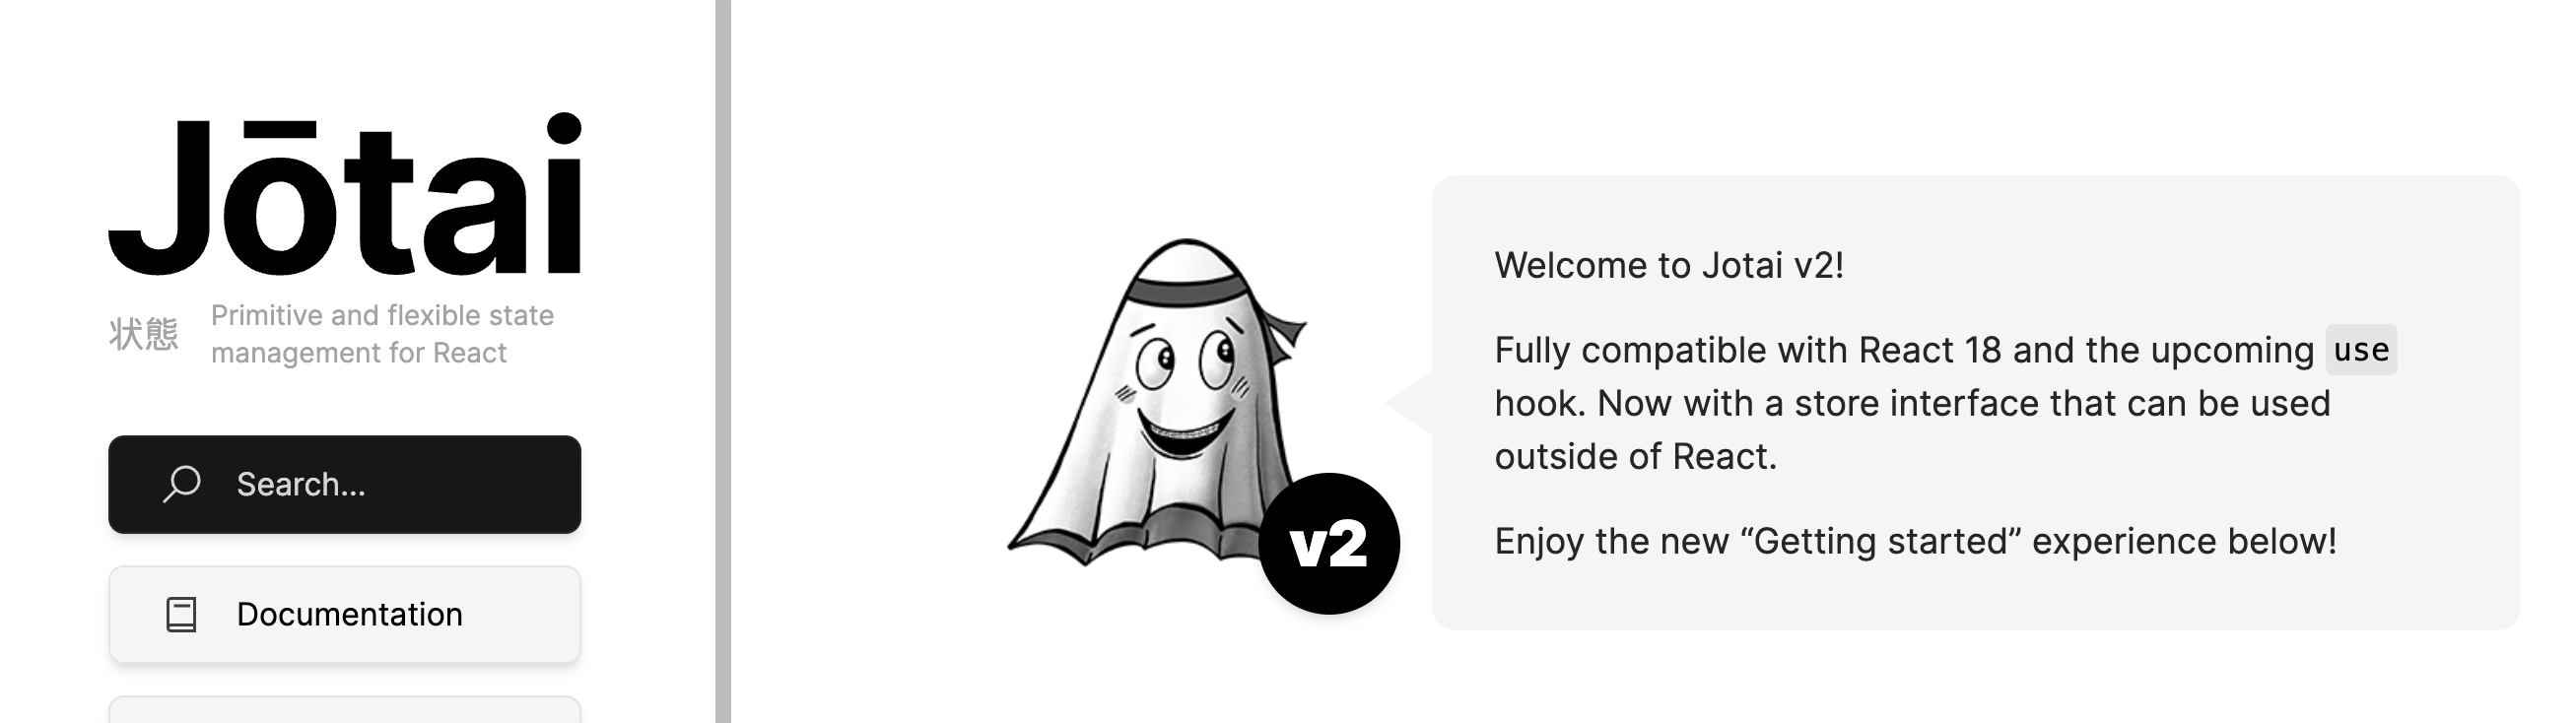 Jōtai
状態
Primitive and flexible state
management for React
Search...
Documentation
v2
Welcome to Jotai v2!
Fully compatible with React 18 and the upcoming use
hook. Now with a store interface that can be used
outside of React.
Enjoy the new “Getting started” experience below!